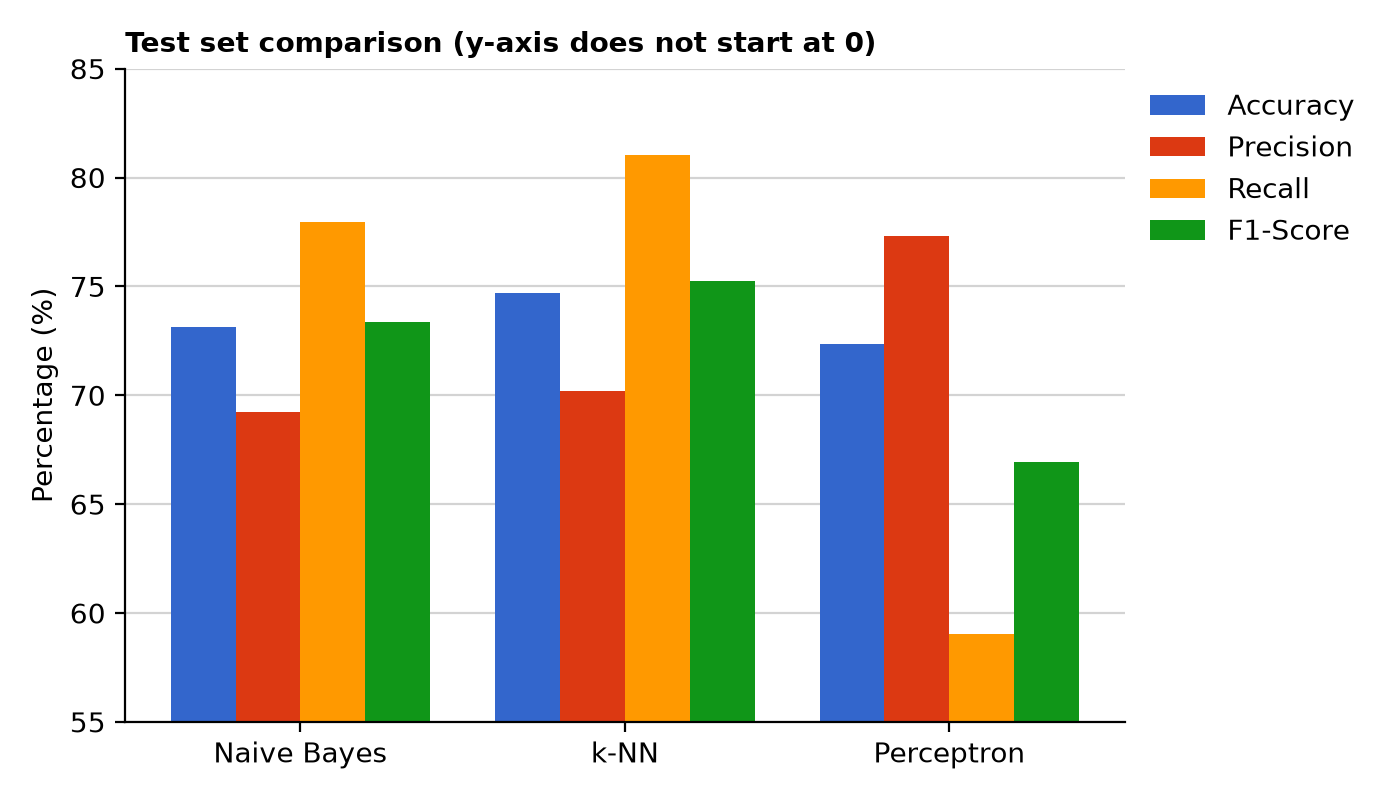 Test set comparison (y-axis does not start at 0)
85
80
75
70
65
60
55
Percentage (%)
Naive Bayes
k-NN
Perceptron
Accuracy
Precision
Recall
F1-Score